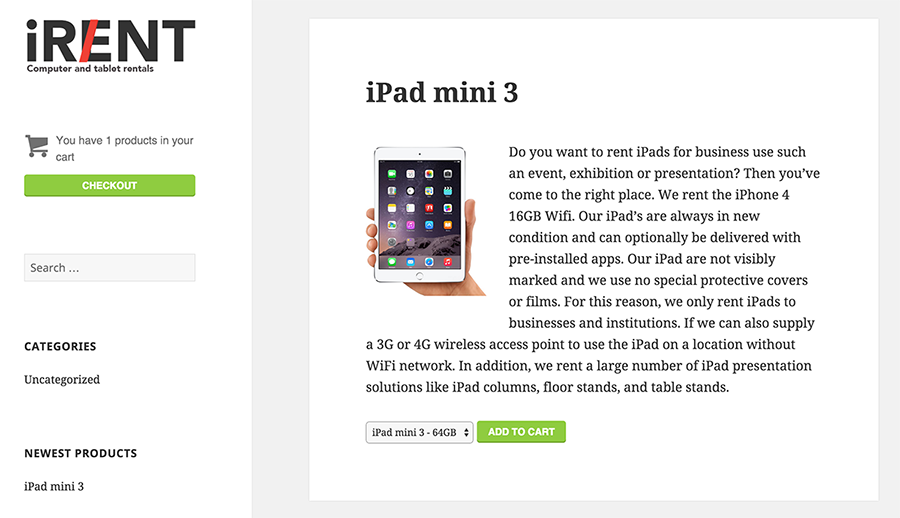 iRENT
Computer and tablet rentals
You have 1 products in your
cart
CHECKOUT
Search ...
CATEGORIES
Uncategorized
NEWEST PRODUCTS
iPad mini 3
iPad mini 3
Do you want to rent iPads for business use such
an event, exhibition or presentation? Then you’ve
come to the right place. We rent the iPhone 4
16GB Wifi. Our iPad’s are always in new
condition and can optionally be delivered with
pre-installed apps. Our iPad are not visibly
marked and we use no special protective covers
or films. For this reason, we only rent iPads to
businesses and institutions. If we can also supply
a 3G or 4G wireless access point to use the iPad on a location without
WiFi network. In addition, we rent a large number of iPad presentation
solutions like iPad columns, floor stands, and table stands.
iPad mini 3 - 64GB
ADD TO CART